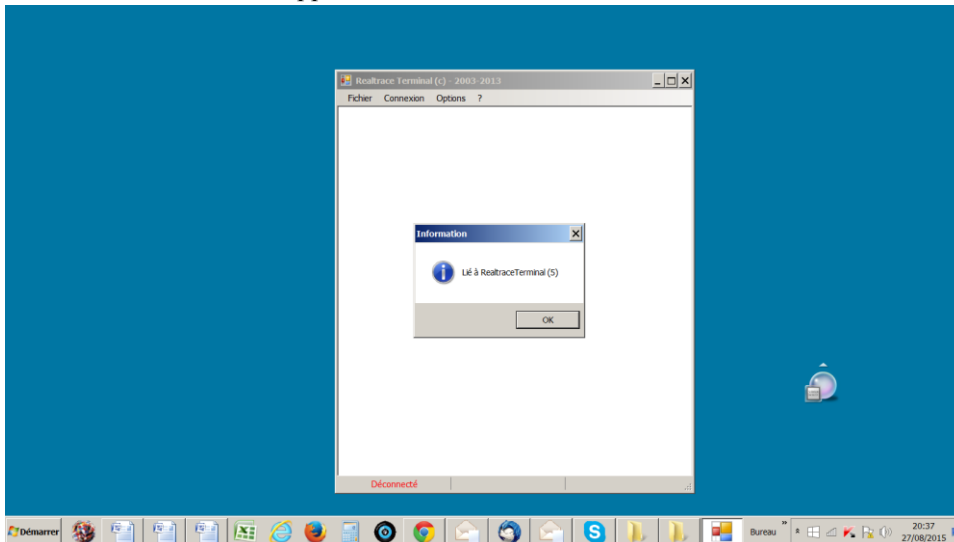 Realtrace Terminal (c) - 2003-2013
Fichier Connexion Options ?
Information
Lié à RealtraceTerminal (5)
OK
Déconnecté
Démarrer
Bureau
20:37
27/08/2015